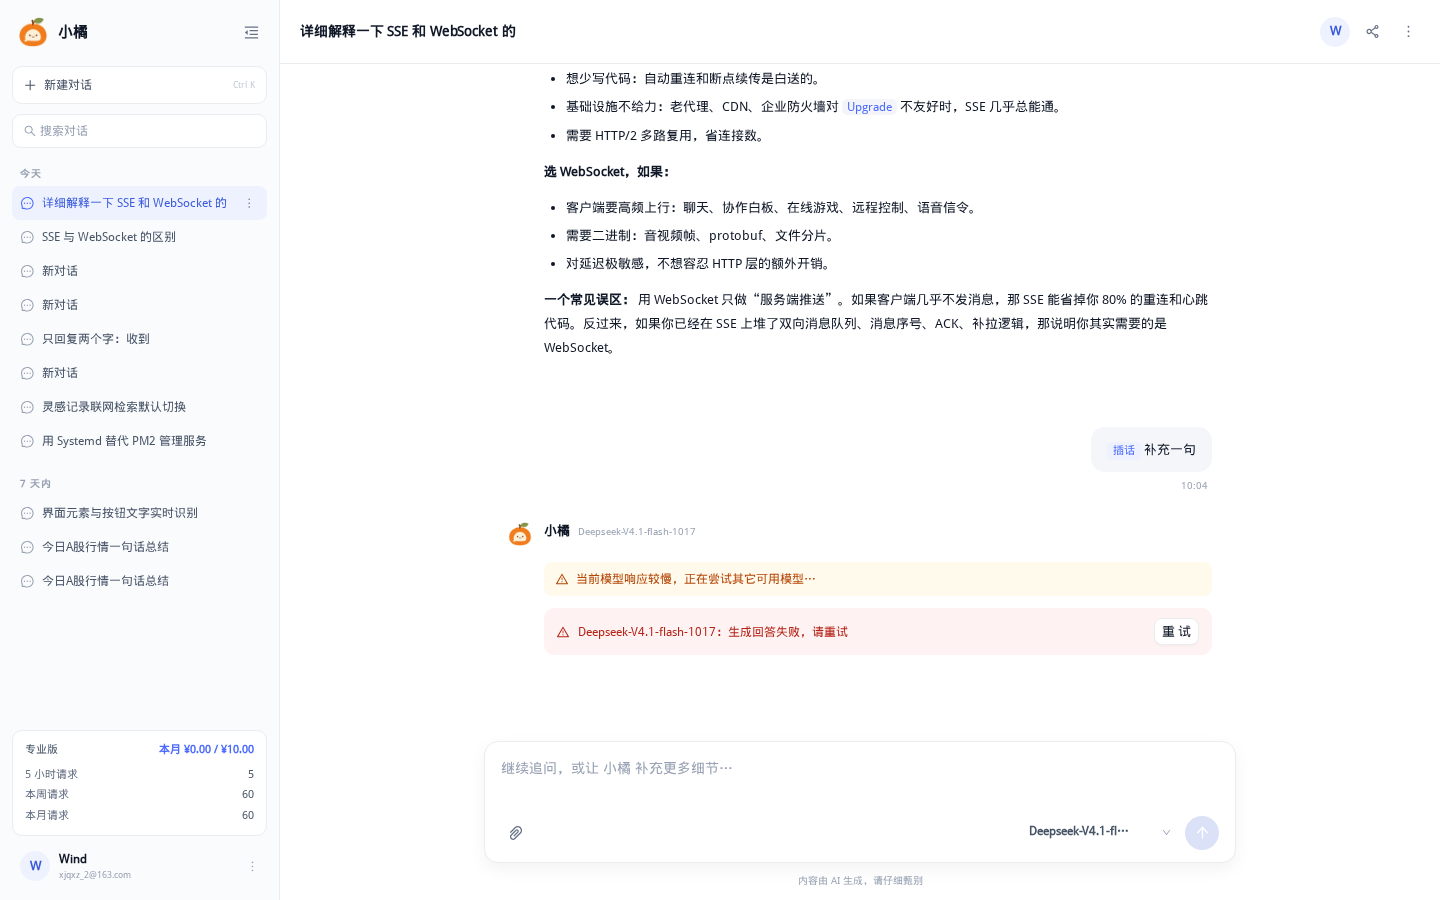 小橘
新建对话
Ctrl K
搜索对话
今天
详细解释一下 SSE 和 WebSocket 的
SSE 与 WebSocket 的区别
新对话
新对话
只回复两个字：收到
新对话
灵感记录联网检索默认切换
用 Systemd 替代 PM2 管理服务
7 天内
界面元素与按钮文字实时识别
今日A股行情一句话总结
今日A股行情一句话总结
专业版 本月 ¥0.00 / ¥10.00
5 小时请求 5
本周请求 60
本月请求 60
W
Wind
xjqxz_2@163.com
详细解释一下 SSE 和 WebSocket 的
W
想少写代码：自动重连和断点续传是白送的。
基础设施不给力：老代理、CDN、企业防火墙对 Upgrade 不友好时，SSE 几乎总能通。
需要 HTTP/2 多路复用，省连接数。
选 WebSocket，如果：
客户端要高频上行：聊天、协作白板、在线游戏、远程控制、语音信令。
需要二进制：音视频帧、protobuf、文件分片。
对延迟极敏感，不想容忍 HTTP 层的额外开销。
一个常见误区： 用 WebSocket 只做“服务端推送”。如果客户端几乎不发消息，那 SSE 能省掉你 80% 的重连和心跳
代码。反过来，如果你已经在 SSE 上堆了双向消息队列、消息序号、ACK、补拉逻辑，那说明你其实需要的是
WebSocket。
插话 补充一句
10:04
小橘 Deepseek-V4.1-flash-1017
当前模型响应较慢，正在尝试其它可用模型…
Deepseek-V4.1-flash-1017：生成回答失败，请重试
重 试
继续追问，或让 小橘 补充更多细节…
Deepseek-V4.1-fl…
内容由 AI 生成，请仔细甄别